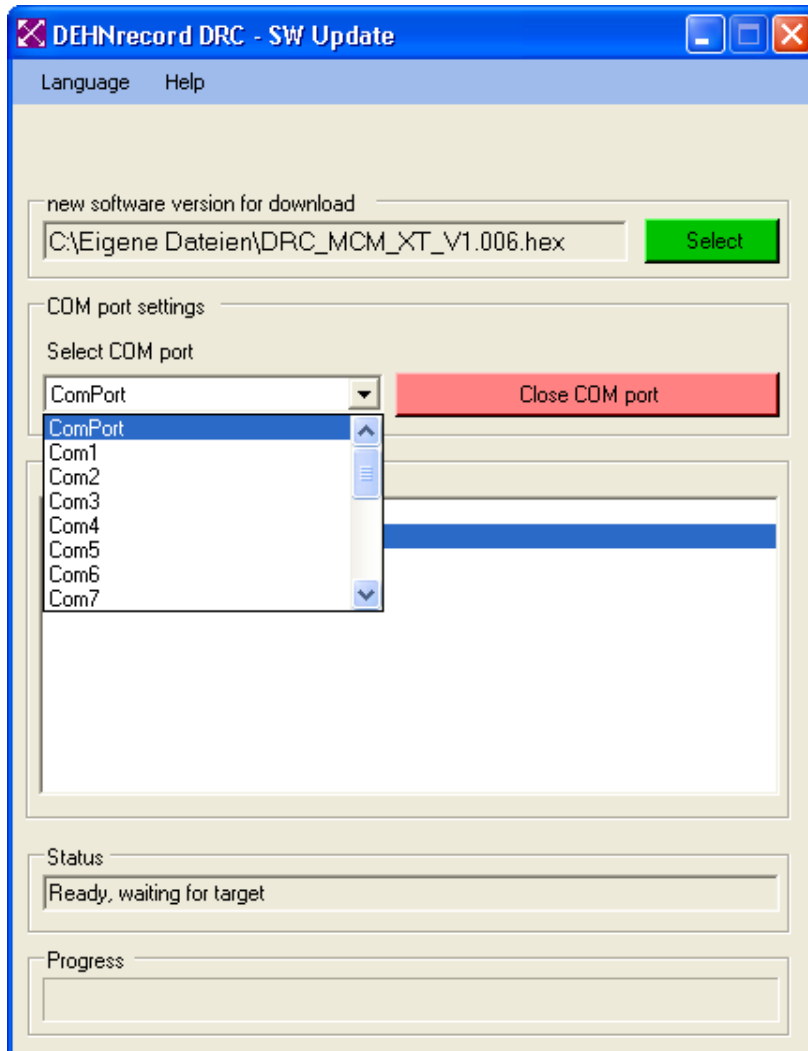 DEHNrecord DRC - SW Update
Language Help
new software version for download
C:\Eigene Dateien\DRC_MCM_XT_V1.006.hex
Select
COM port settings
Select COM port
ComPort
Close COM port
ComPort
Com1
Com2
Com3
Com4
Com5
Com6
Com7
Status
Ready, waiting for target
Progress